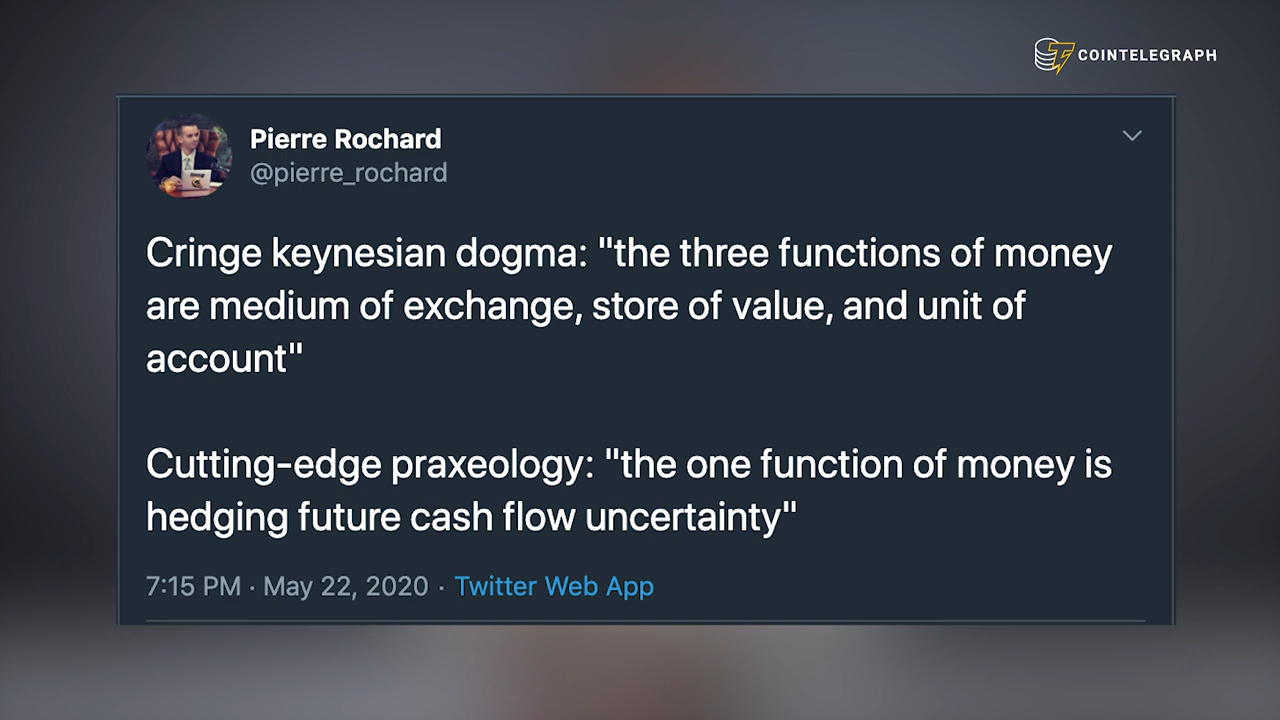 COINTELEGRAPH
Pierre Rochard
@pierre_rochard
Cringe keynesian dogma: "the three functions of money
are medium of exchange, store of value, and unit of
account"
Cutting-edge praxeology: "the one function of money is
hedging future cash flow uncertainty"
7:15 PM · May 22, 2020 · Twitter Web App